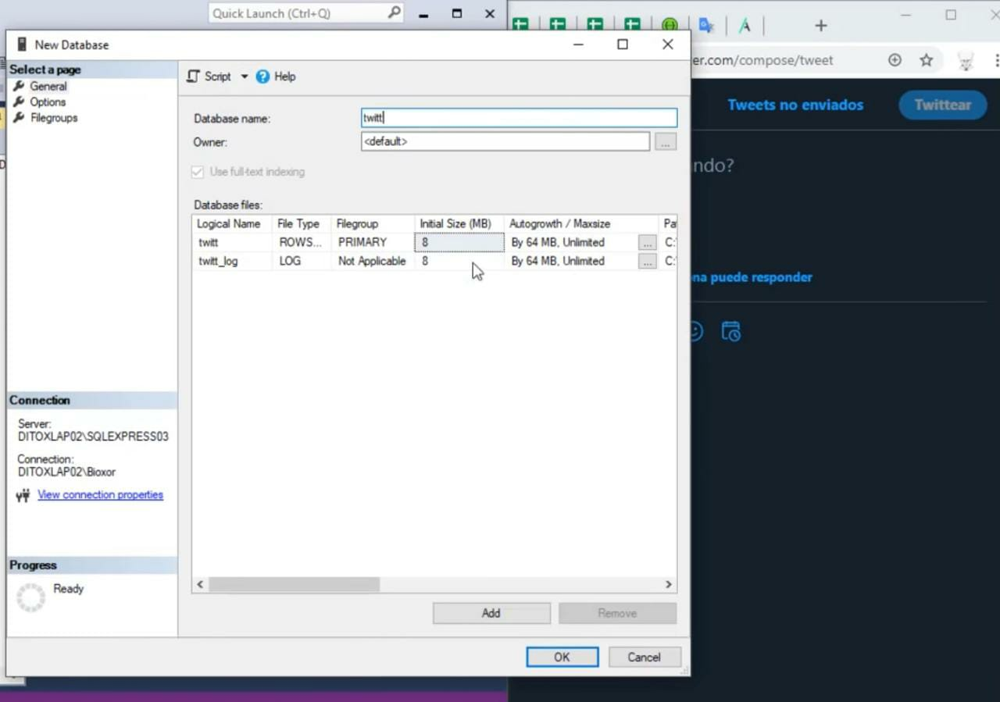 Quick Launch (Ctrl+Q)
New Database
Select a page
General
Options
Filegroups
Script
Help
Database name:
twitt
Owner:
<default>
...
Use full-text indexing
Database files:
Logical Name File Type Filegroup Initial Size (MB) Autogrowth / Maxsize Pa
twitt ROWS... PRIMARY 8 By 64 MB, Unlimited ... C:
twitt_log LOG Not Applicable 8 By 64 MB, Unlimited ... C:
Connection
Server:
DITOXLAP02\SQLEXPRESS03
Connection:
DITOXLAP02\Bioxor
View connection properties
Progress
Ready
Add
Remove
OK
Cancel
er.com/compose/tweet
Tweets no enviados
Twittear
ndo?
na puede responder